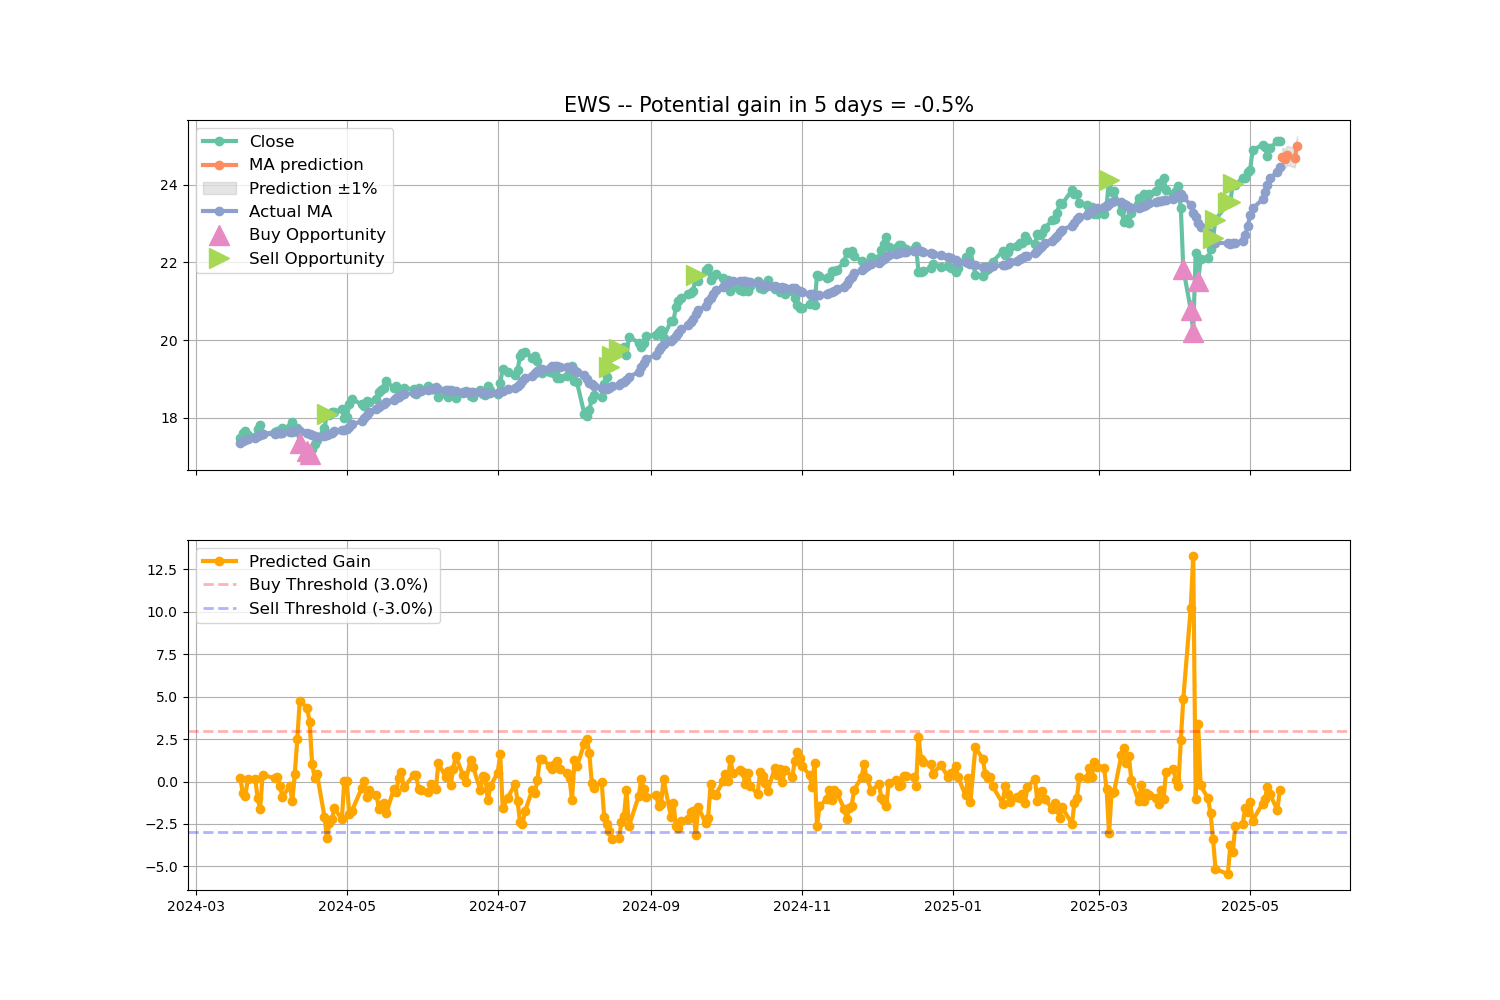 EWS -- Potential gain in 5 days = -0.5%
Close
MA prediction
Prediction ±1%
Actual MA
Buy Opportunity
Sell Opportunity
24
22
20
18
Predicted Gain
Buy Threshold (3.0%)
Sell Threshold (-3.0%)
12.5
10.0
7.5
5.0
2.5
0.0
−2.5
−5.0
2024-03
2024-05
2024-07
2024-09
2024-11
2025-01
2025-03
2025-05